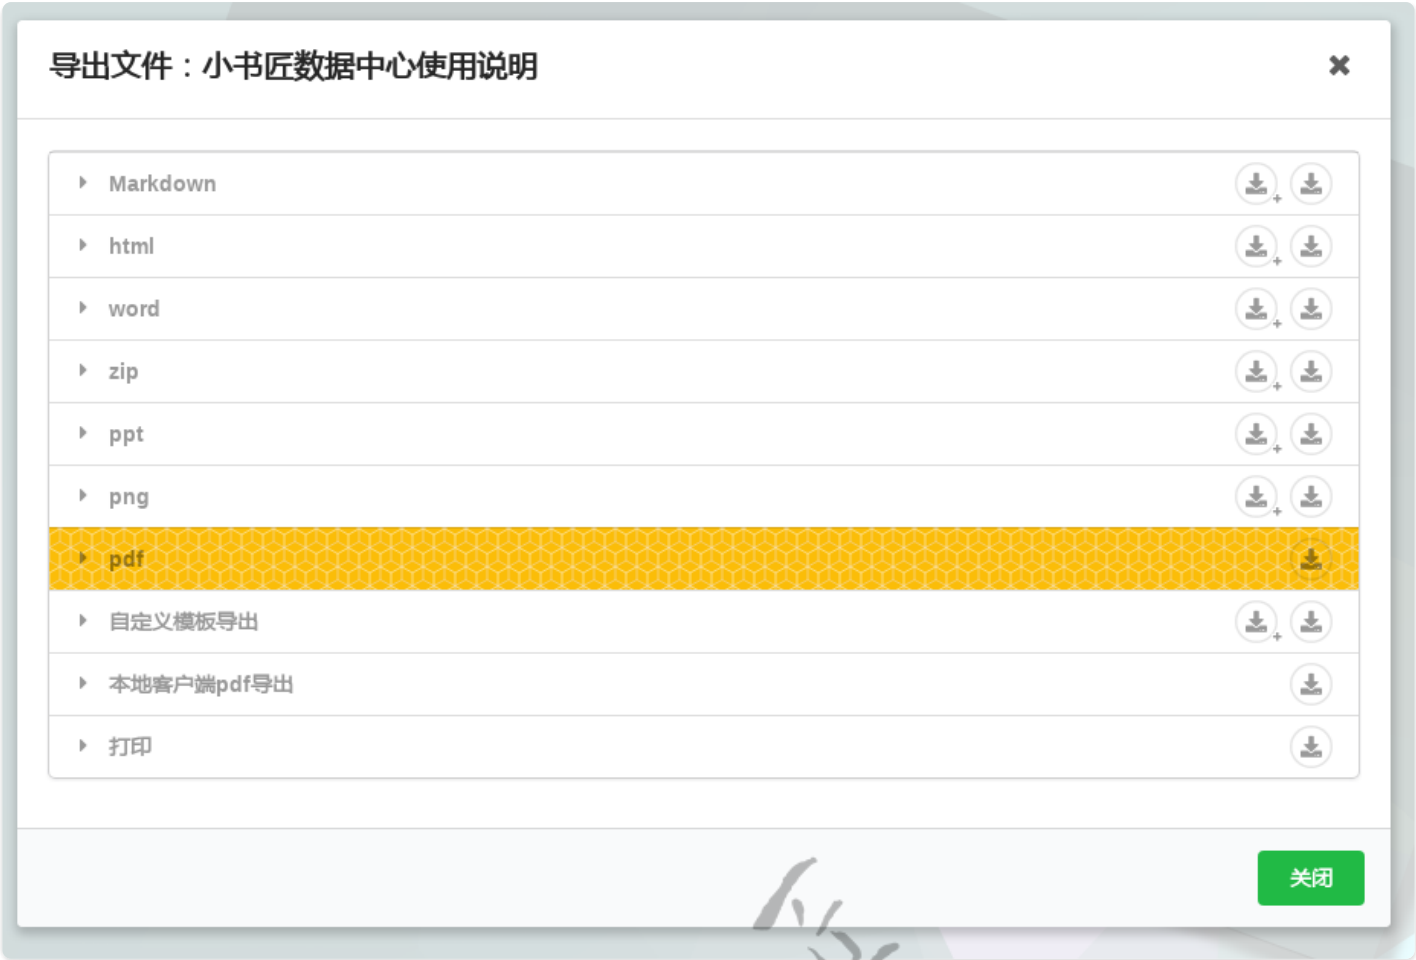 导出文件：小书匠数据中心使用说明
Markdown
html
word
zip
ppt
png
pdf
自定义模板导出
本地客户端pdf导出
打印
关闭